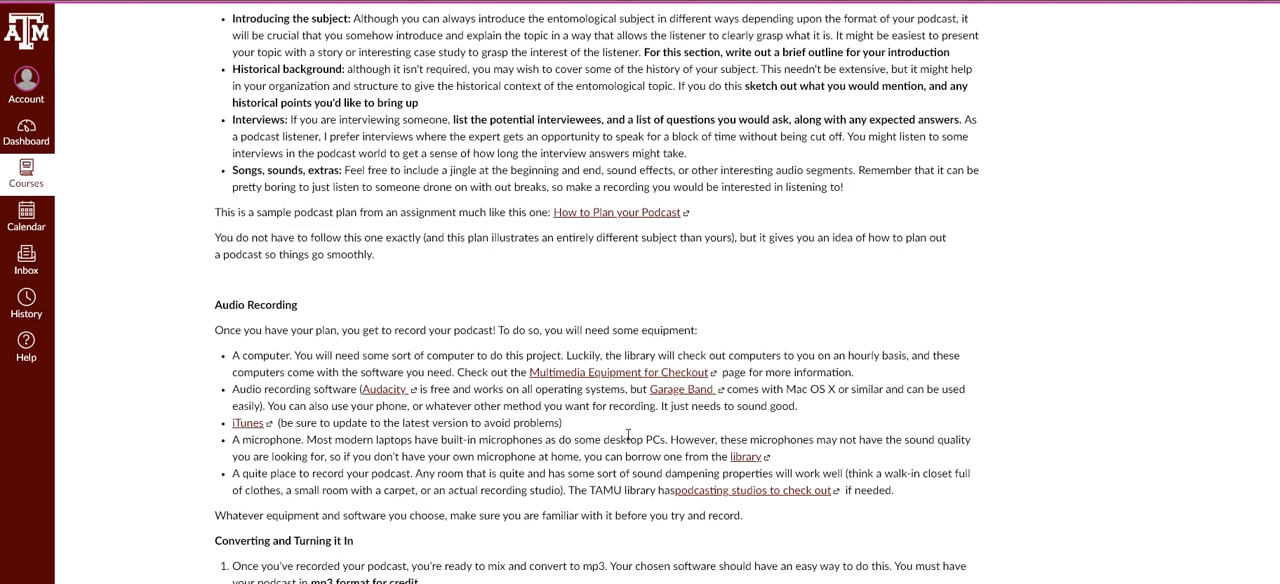 Introducing the subject: Although you can always introduce the entomological subject in different ways depending upon the format of your podcast, it
will be crucial that you somehow introduce and explain the topic in a way that allows the listener to clearly grasp what it is. It might be easiest to present
your topic with a story or interesting case study to grasp the interest of the listener. For this section, write out a brief outline for your introduction
Historical background: although it isn't required, you may wish to cover some of the history of your subject. This needn't be extensive, but it might help
in your organization and structure to give the historical context of the entomological topic. If you do this sketch out what you would mention, and any
historical points you'd like to bring up
Interviews: If you are interviewing someone, list the potential interviewees, and a list of questions you would ask, along with any expected answers. As
a podcast listener, I prefer interviews where the expert gets an opportunity to speak for a block of time without being cut off. You might listen to some
interviews in the podcast world to get a sense of how long the interview answers might take.
Songs, sounds, extras: Feel free to include a jingle at the beginning and end, sound effects, or other interesting audio segments. Remember that it can be
pretty boring to just listen to someone drone on with out breaks, so make a recording you would be interested in listening to!
This is a sample podcast plan from an assignment much like this one: How to Plan your Podcast
You do not have to follow this one exactly (and this plan illustrates an entirely different subject than yours), but it gives you an idea of how to plan out
a podcast so things go smoothly.
Audio Recording
Once you have your plan, you get to record your podcast! To do so, you will need some equipment:
A computer. You will need some sort of computer to do this project. Luckily, the library will check out computers to you on an hourly basis, and these
computers come with the software you need. Check out the Multimedia Equipment for Checkout page for more information.
Audio recording software (Audacity is free and works on all operating systems, but Garage Band comes with Mac OS X or similar and can be used
easily). You can also use your phone, or whatever other method you want for recording. It just needs to sound good.
iTunes (be sure to update to the latest version to avoid problems)
A microphone. Most modern laptops have built-in microphones as do some desktop PCs. However, these microphones may not have the sound quality
you are looking for, so if you don't have your own microphone at home, you can borrow one from the library
A quite place to record your podcast. Any room that is quite and has some sort of sound dampening properties will work well (think a walk-in closet full
of clothes, a small room with a carpet, or an actual recording studio). The TAMU library haspodcasting studios to check out if needed.
Whatever equipment and software you choose, make sure you are familiar with it before you try and record.
Converting and Turning it In
1. Once you've recorded your podcast, you're ready to mix and convert to mp3. Your chosen software should have an easy way to do this. You must have
your podcast in mp3 format for credit.
ATM
Account
Dashboard
Courses
Calendar
Inbox
History
Help